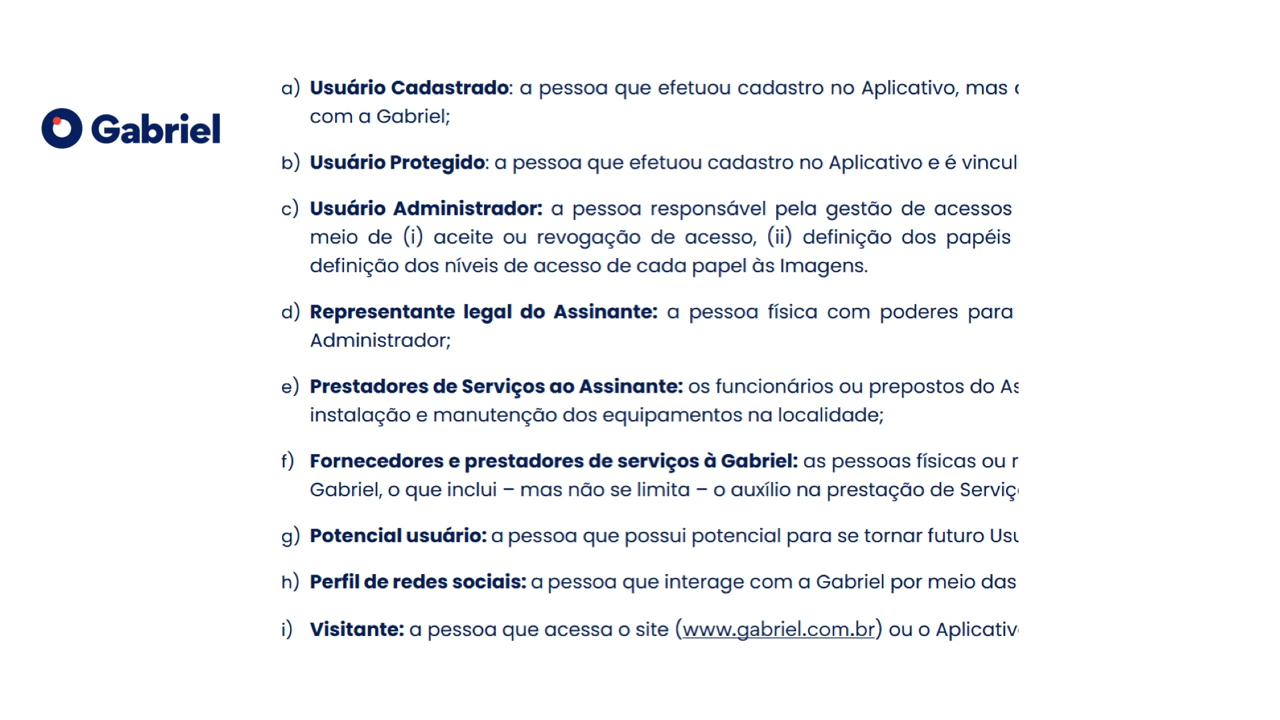 Gabriel
a) Usuário Cadastrado: a pessoa que efetuou cadastro no Aplicativo, mas
com a Gabriel;
b) Usuário Protegido: a pessoa que efetuou cadastro no Aplicativo e é vincul
c) Usuário Administrador: a pessoa responsável pela gestão de acessos
meio de (i) aceite ou revogação de acesso, (ii) definição dos papéis
definição dos níveis de acesso de cada papel às Imagens.
d) Representante legal do Assinante: a pessoa física com poderes para
Administrador;
e) Prestadores de Serviços ao Assinante: os funcionários ou prepostos do As
instalação e manutenção dos equipamentos na localidade;
f) Fornecedores e prestadores de serviços à Gabriel: as pessoas físicas ou
Gabriel, o que inclui – mas não se limita – o auxílio na prestação de Serviç
g) Potencial usuário: a pessoa que possui potencial para se tornar futuro Usu
h) Perfil de redes sociais: a pessoa que interage com a Gabriel por meio das
i) Visitante: a pessoa que acessa o site (www.gabriel.com.br) ou o Aplicativ